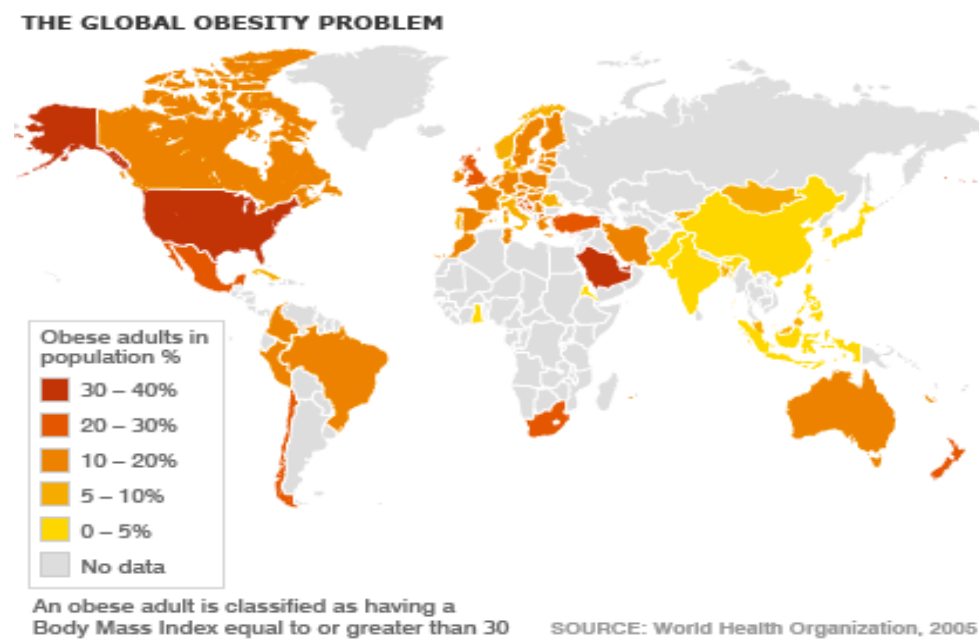 THE GLOBAL OBESITY PROBLEM
Obese adults in
population %
30 – 40%
20 – 30%
10 – 20%
5 – 10%
0 – 5%
No data
An obese adult is classified as having a
Body Mass Index equal to or greater than 30
SOURCE: World Health Organization, 2005